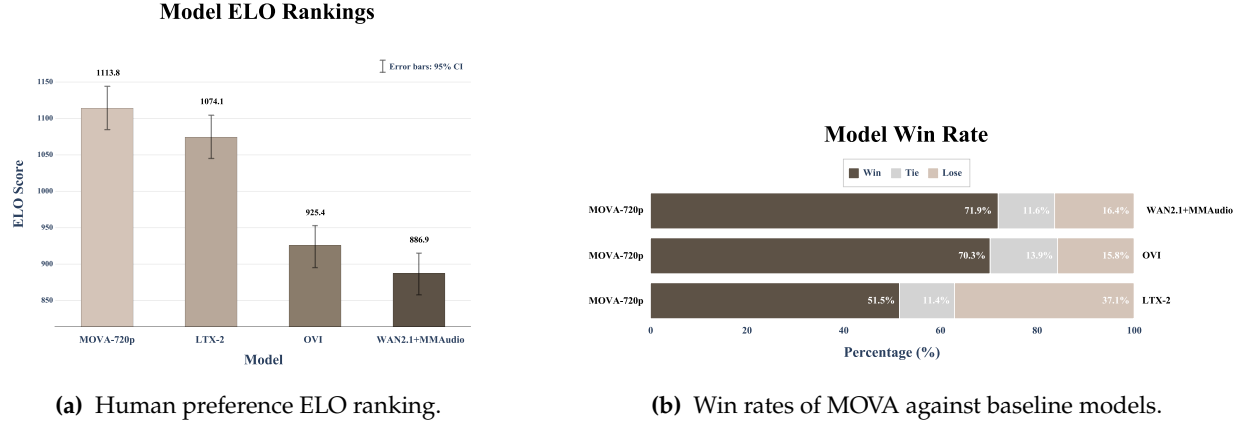 Model ELO Rankings
Error bars: 95% CI
1113.8
1074.1
925.4
886.9
1150
1100
1050
1000
950
900
850
ELO Score
MOVA-720p
LTX-2
OVI
WAN2.1+MMAudio
Model
(a) Human preference ELO ranking.
Model Win Rate
Win Tie Lose
MOVA-720p 71.9% 11.6% 16.4% WAN2.1+MMAudio
MOVA-720p 70.3% 13.9% 15.8% OVI
MOVA-720p 51.5% 11.4% 37.1% LTX-2
0 20 40 60 80 100
Percentage (%)
(b) Win rates of MOVA against baseline models.